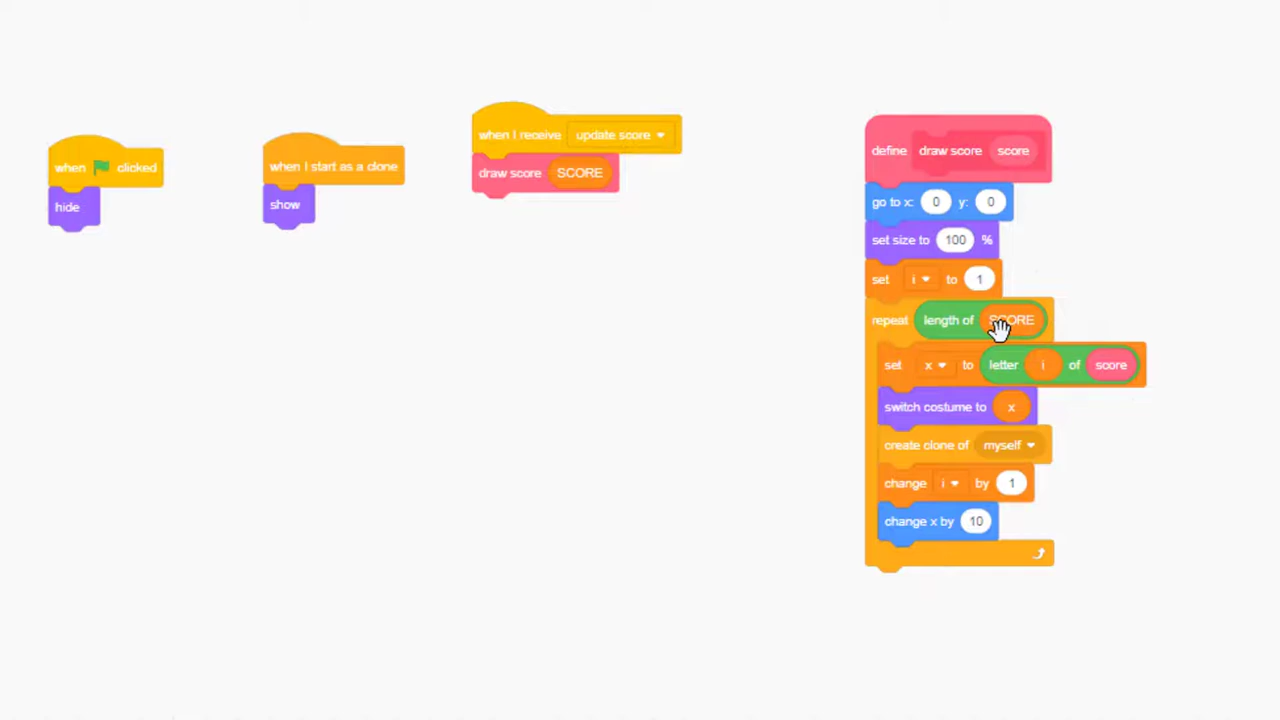 when clicked
hide
when I start as a clone
show
when I receive update score
draw score SCORE
define draw score score
go to x: 0 y: 0
set size to 100 %
set i to 1
repeat length of SCORE
set x to letter i of score
switch costume to x
create clone of myself
change i by 1
change x by 10